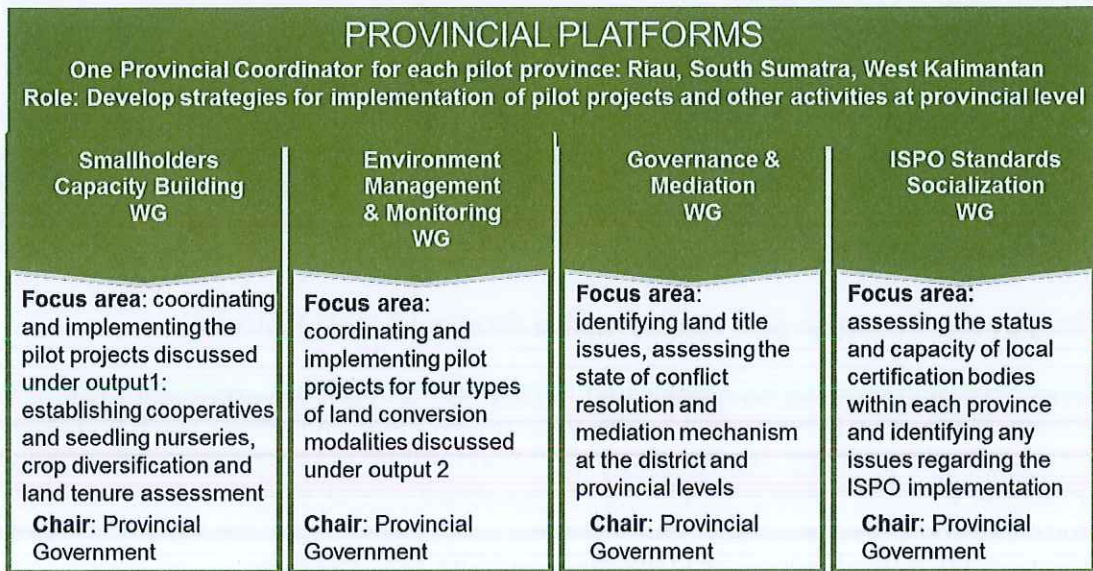 PROVINCIAL PLATFORMS
One Provincial Coordinator for each pilot province: Riau, South Sumatra, West Kalimantan
Role: Develop strategies for implementation of pilot projects and other activities at provincial level
Smallholders
Capacity Building
WG
Focus area: coordinating
and implementing the
pilot projects discussed
under output1:
establishing cooperatives
and seedling nurseries,
crop diversification and
land tenure assessment
Chair: Provincial
Government
Environment
Management
& Monitoring
WG
Focus area:
coordinating and
implementing pilot
projects for four types
of land conversion
modalities discussed
under output 2
Chair: Provincial
Government
Governance &
Mediation
WG
Focus area:
identifying land title
issues, assessing the
state of conflict
resolution and
mediation mechanism
at the district and
provincial levels
Chair: Provincial
Government
ISPO Standards
Socialization
WG
Focus area:
assessing the status
and capacity of local
certification bodies
within each province
and identifying any
issues regarding the
ISPO implementation
Chair: Provincial
Government